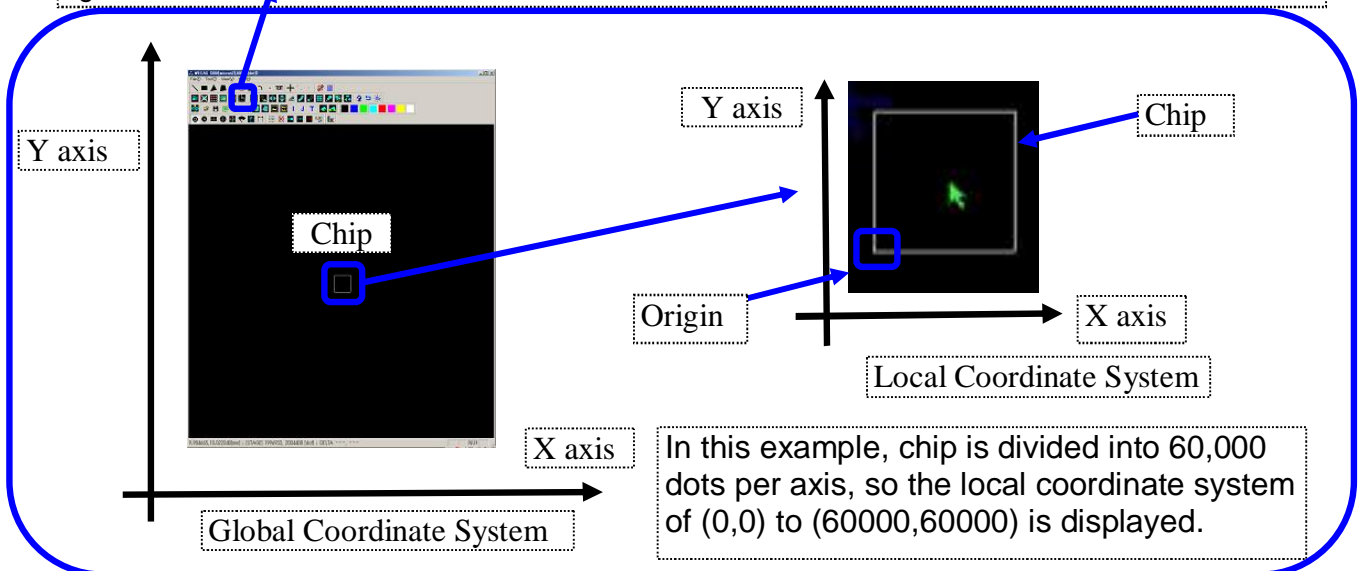 Y axis
Chip
X axis
Global Coordinate System
Y axis
Chip
Origin
X axis
Local Coordinate System
In this example, chip is divided into 60,000
dots per axis, so the local coordinate system
of (0,0) to (60000,60000) is displayed.